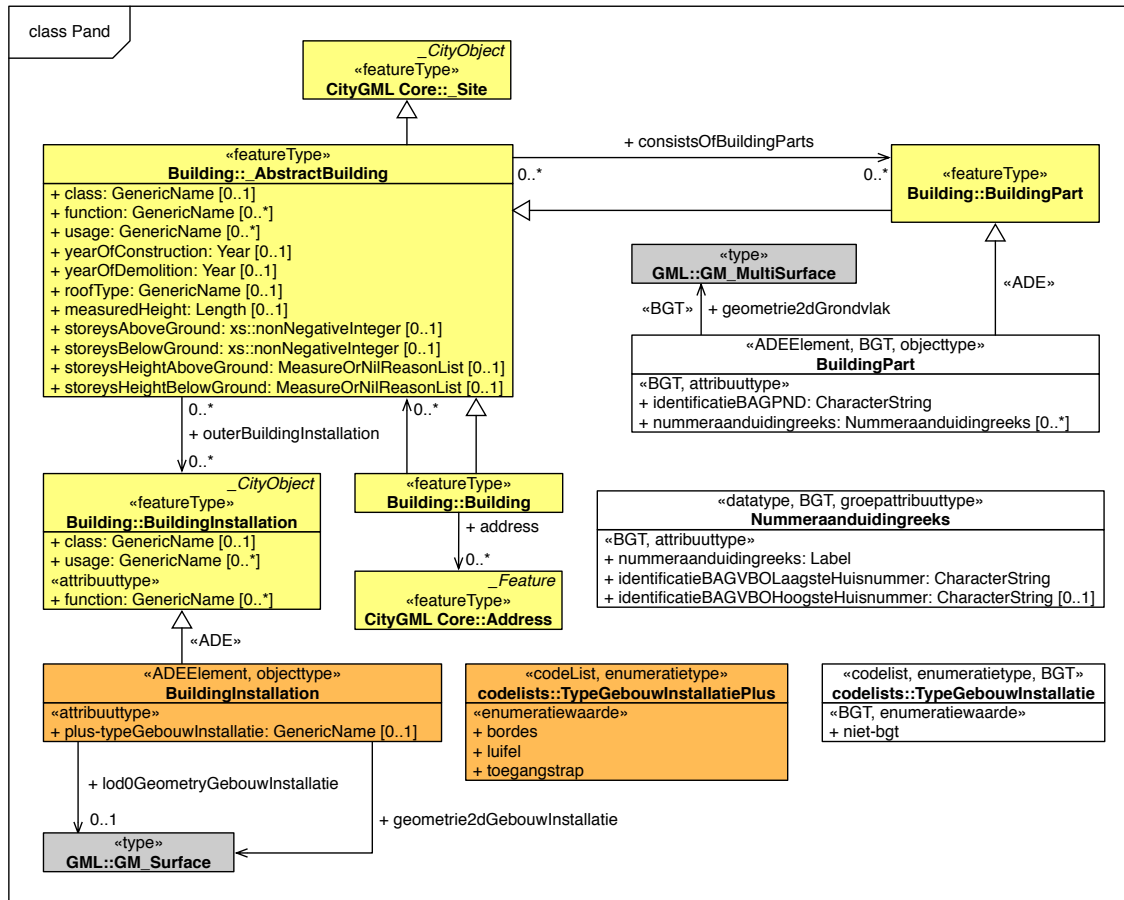 class Pand
_CityObject
«featureType»
CityGML Core::_Site
«featureType»
Building::_AbstractBuilding
+ class: GenericName [0..1]
+ function: GenericName [0..*]
+ usage: GenericName [0..*]
+ yearOfConstruction: Year [0..1]
+ yearOfDemolition: Year [0..1]
+ roofType: GenericName [0..1]
+ measuredHeight: Length [0..1]
+ storeysAboveGround: xs::nonNegativeInteger [0..1]
+ storeysBelowGround: xs::nonNegativeInteger [0..1]
+ storeysHeightAboveGround: MeasureOrNilReasonList [0..1]
+ storeysHeightBelowGround: MeasureOrNilReasonList [0..1]
+ consistsOfBuildingParts
0..*
0..*
«featureType»
Building::BuildingPart
«type»
GML::GM_MultiSurface
«ADE»
«BGT»
+ geometrie2dGrondvlak
«ADEElement, BGT, objecttype»
BuildingPart
«BGT, attribuuttype»
+ identificatieBAGPND: CharacterString
+ nummeraanduidingreeks: Nummeraanduidingreeks [0..*]
0..*
+ outerBuildingInstallation
0..*
0..*
_CityObject
«featureType»
Building::BuildingInstallation
+ class: GenericName [0..1]
+ usage: GenericName [0..*]
«attribuuttype»
+ function: GenericName [0..*]
«featureType»
Building::Building
+ address
0..*
_Feature
«featureType»
CityGML Core::Address
«datatype, BGT, groepattribuuttype»
Nummeraanduidingreeks
«BGT, attribuuttype»
+ nummeraanduidingreeks: Label
+ identificatieBAGVBOLaagsteHuisnummer: CharacterString
+ identificatieBAGVBOHoogsteHuisnummer: CharacterString [0..1]
«ADE»
«ADEElement, objecttype»
BuildingInstallation
«attribuuttype»
+ plus-typeGebouwInstallatie: GenericName [0..1]
«codeList, enumeratietype»
codelists::TypeGebouwInstallatiePlus
«enumeratiewaarde»
+ bordes
+ luifel
+ toegangstrap
«codelist, enumeratietype, BGT»
codelists::TypeGebouwInstallatie
«BGT, enumeratiewaarde»
+ niet-bgt
+ lod0GeometryGebouwInstallatie
0..1
+ geometrie2dGebouwInstallatie
«type»
GML::GM_Surface